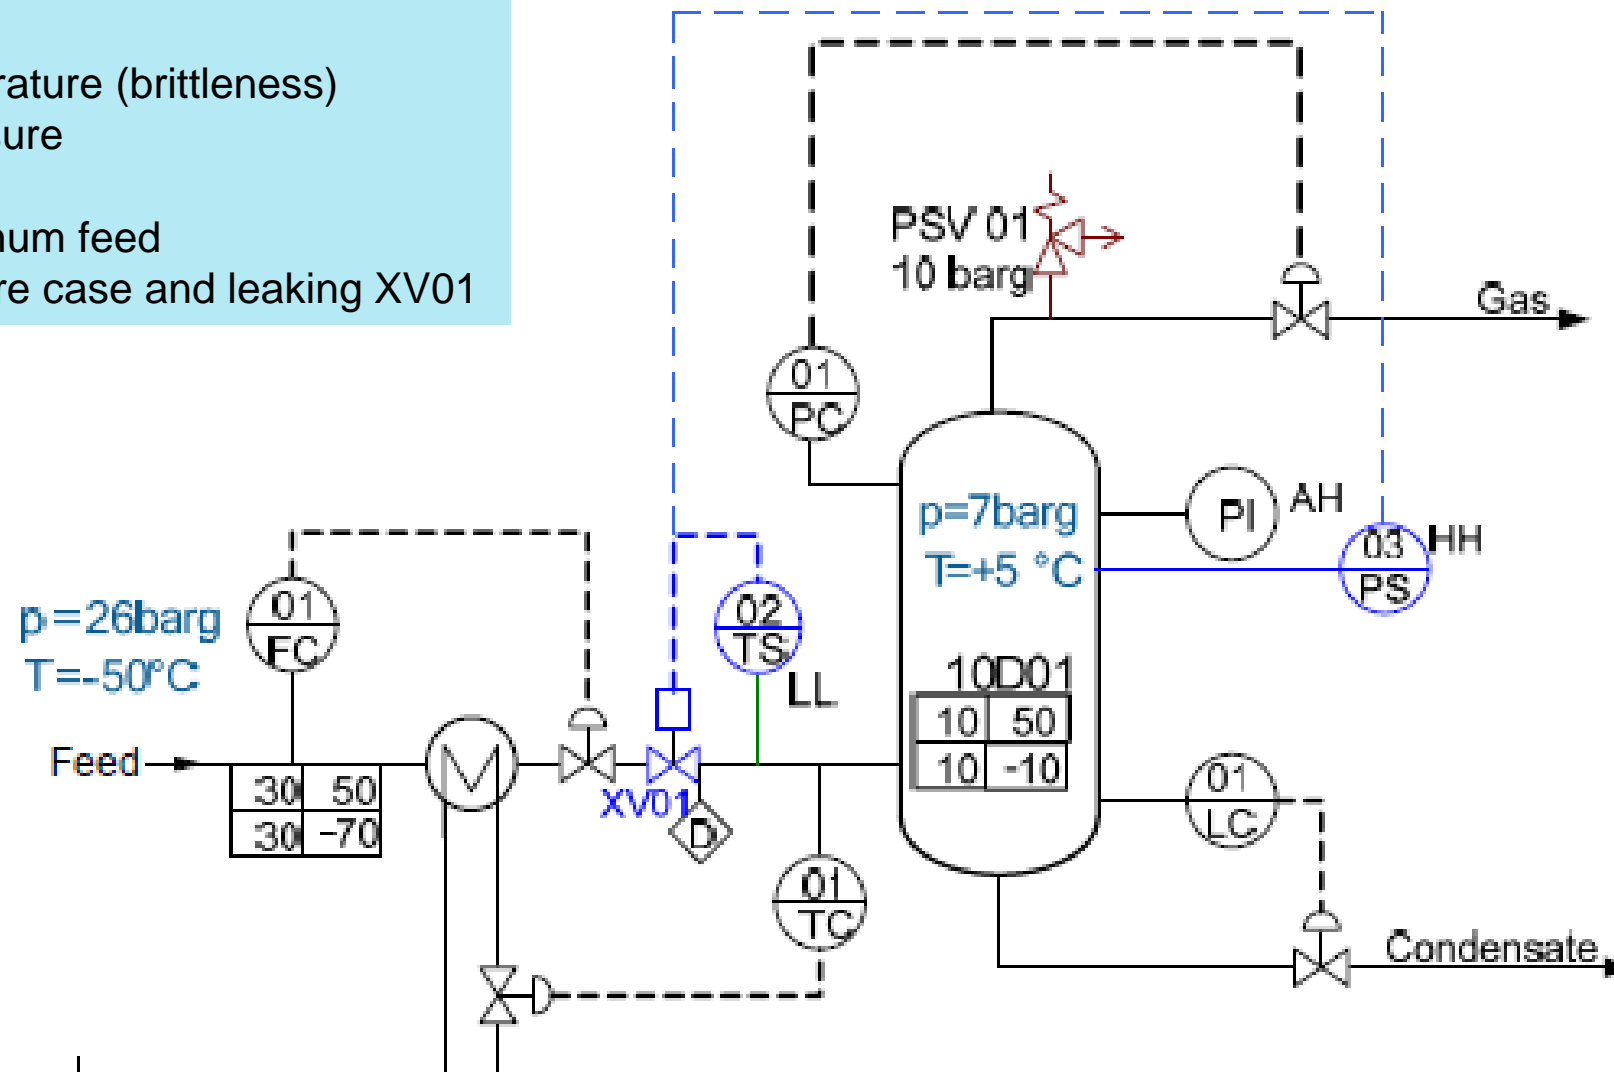 rature (brittleness)
sure
num feed
re case and leaking XV01
PSV 01
10 barg
Gas
01
PC
p=7barg
T=+5 °C
PI
AH
03
PS
HH
01
FC
p=26barg
T=-50°C
02
TS
LL
10D01
10 50
10 -10
Feed
30 50
30 -70
XV01
D
01
TC
01
LC
Condensate